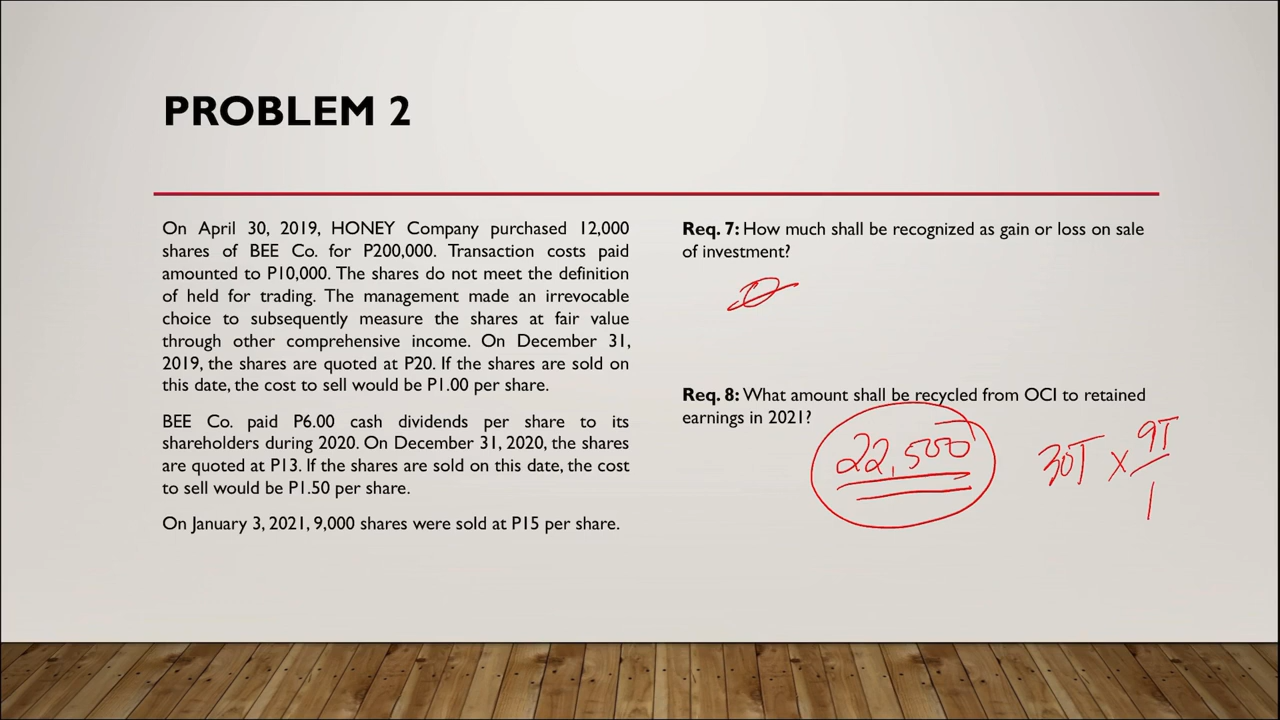 PROBLEM 2
On April 30, 2019, HONEY Company purchased 12,000
shares of BEE Co. for P200,000. Transaction costs paid
amounted to P10,000. The shares do not meet the definition
of held for trading. The management made an irrevocable
choice to subsequently measure the shares at fair value
through other comprehensive income. On December 31,
2019, the shares are quoted at P20. If the shares are sold on
this date, the cost to sell would be P1.00 per share.
BEE Co. paid P6.00 cash dividends per share to its
shareholders during 2020. On December 31, 2020, the shares
are quoted at P13. If the shares are sold on this date, the cost
to sell would be P1.50 per share.
On January 3, 2021, 9,000 shares were sold at P15 per share.
Req. 7: How much shall be recognized as gain or loss on sale
of investment?
Req. 8: What amount shall be recycled from OCI to retained
earnings in 2021?
22,500
30T x 9T
1